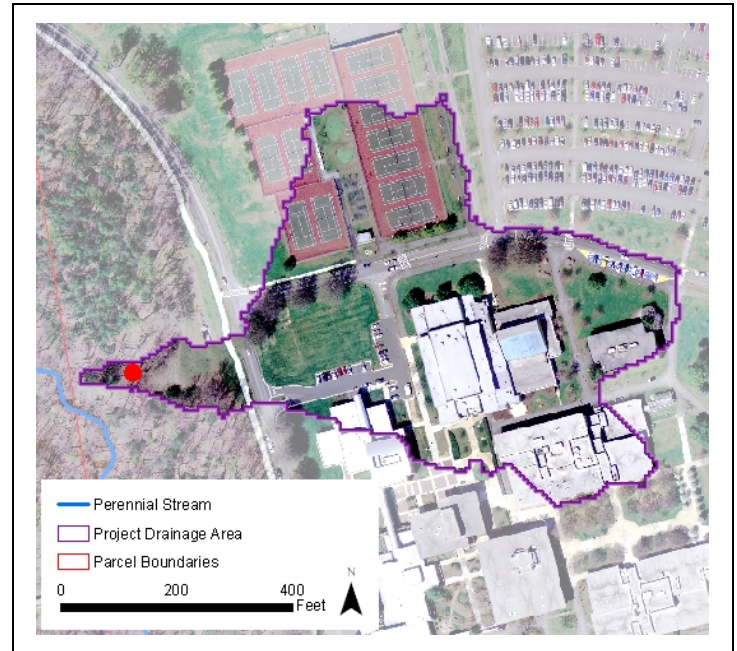 Perennial Stream
Project Drainage Area
Parcel Boundaries
N
0 200 400
Feet